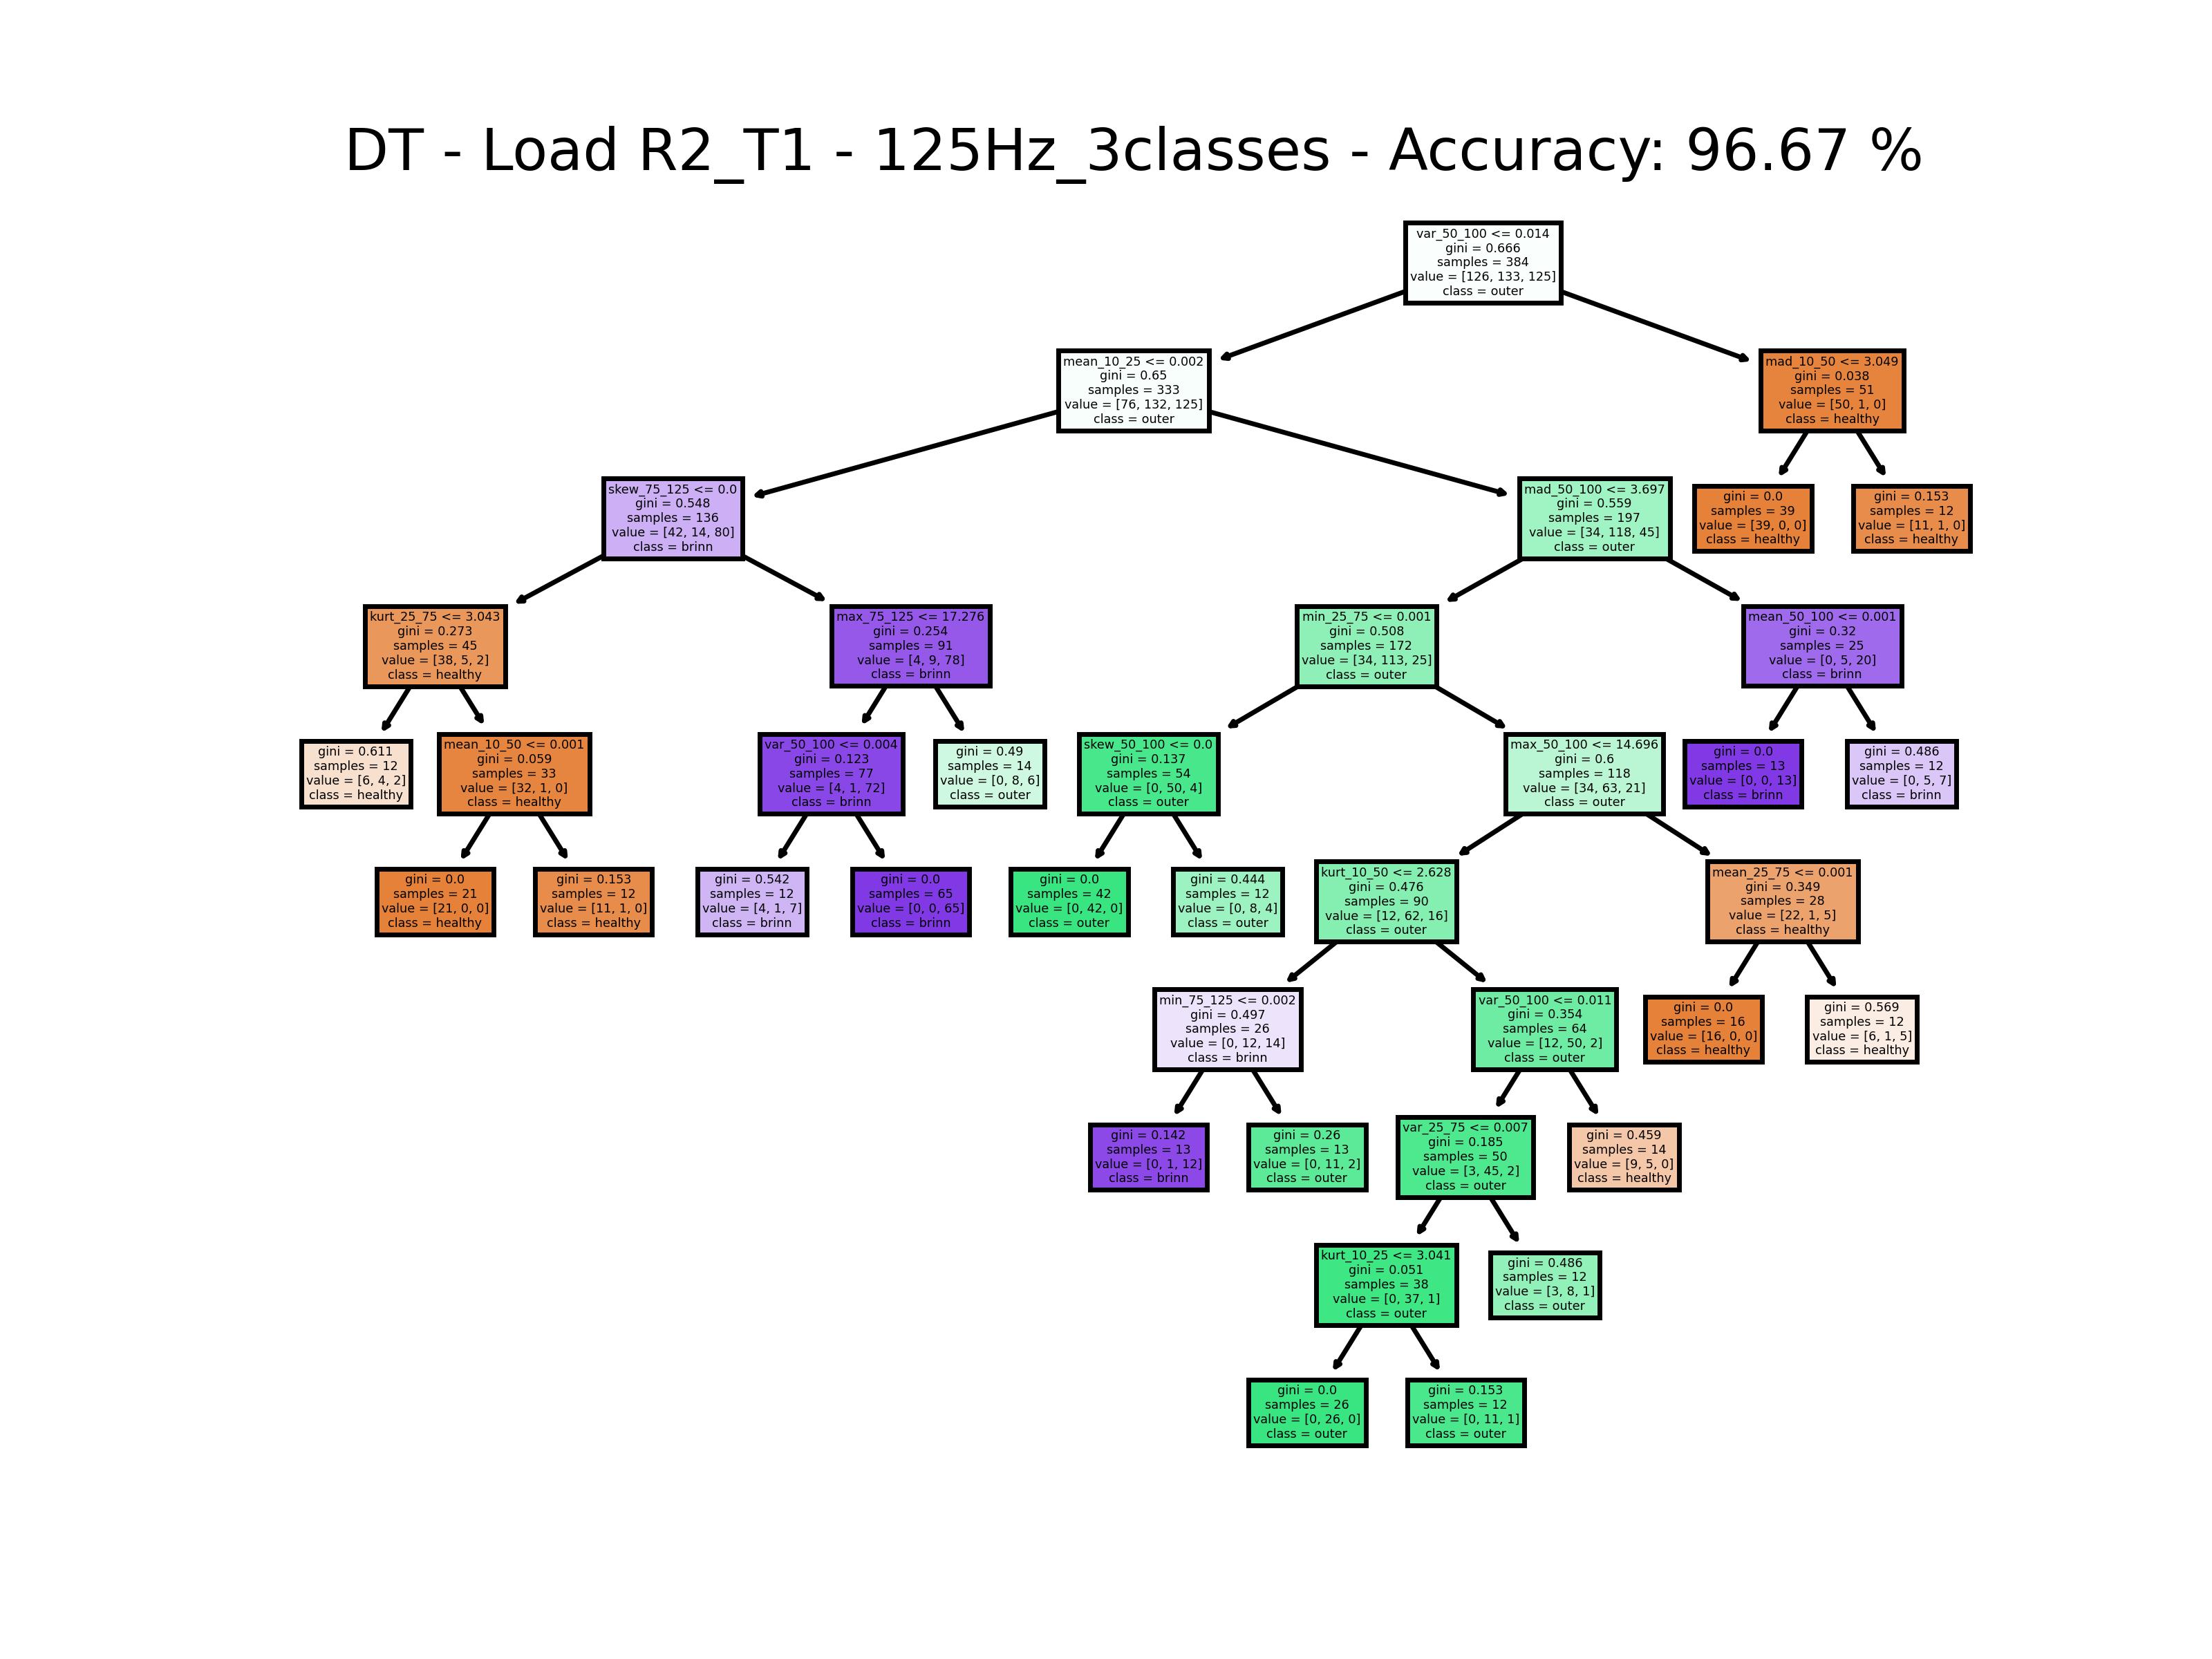 DT - Load R2_T1 - 125Hz_3classes - Accuracy: 96.67 %
var_50_100 <= 0.014
gini = 0.666
samples = 384
value = [126, 133, 125]
class = outer
mean_10_25 <= 0.002
gini = 0.65
samples = 333
value = [76, 132, 125]
class = outer
mad_10_50 <= 3.049
gini = 0.038
samples = 51
value = [50, 1, 0]
class = healthy
skew_75_125 <= 0.0
gini = 0.548
samples = 136
value = [42, 14, 80]
class = brinn
mad_50_100 <= 3.697
gini = 0.559
samples = 197
value = [34, 118, 45]
class = outer
gini = 0.0
samples = 39
value = [39, 0, 0]
class = healthy
gini = 0.153
samples = 12
value = [11, 1, 0]
class = healthy
kurt_25_75 <= 3.043
gini = 0.273
samples = 45
value = [38, 5, 2]
class = healthy
max_75_125 <= 17.276
gini = 0.254
samples = 91
value = [4, 9, 78]
class = brinn
min_25_75 <= 0.001
gini = 0.508
samples = 172
value = [34, 113, 25]
class = outer
mean_50_100 <= 0.001
gini = 0.32
samples = 25
value = [0, 5, 20]
class = brinn
gini = 0.611
samples = 12
value = [6, 4, 2]
class = healthy
mean_10_50 <= 0.001
gini = 0.059
samples = 33
value = [32, 1, 0]
class = healthy
var_50_100 <= 0.004
gini = 0.123
samples = 77
value = [4, 1, 72]
class = brinn
gini = 0.49
samples = 14
value = [0, 8, 6]
class = outer
skew_50_100 <= 0.0
gini = 0.137
samples = 54
value = [0, 50, 4]
class = outer
max_50_100 <= 14.696
gini = 0.6
samples = 118
value = [34, 63, 21]
class = outer
gini = 0.0
samples = 13
value = [0, 0, 13]
class = brinn
gini = 0.486
samples = 12
value = [0, 5, 7]
class = brinn
gini = 0.0
samples = 21
value = [21, 0, 0]
class = healthy
gini = 0.153
samples = 12
value = [11, 1, 0]
class = healthy
gini = 0.542
samples = 12
value = [4, 1, 7]
class = brinn
gini = 0.0
samples = 65
value = [0, 0, 65]
class = brinn
gini = 0.0
samples = 42
value = [0, 42, 0]
class = outer
gini = 0.444
samples = 12
value = [0, 8, 4]
class = outer
kurt_10_50 <= 2.628
gini = 0.476
samples = 90
value = [12, 62, 16]
class = outer
mean_25_75 <= 0.001
gini = 0.349
samples = 28
value = [22, 1, 5]
class = healthy
min_75_125 <= 0.002
gini = 0.497
samples = 26
value = [0, 12, 14]
class = brinn
var_50_100 <= 0.011
gini = 0.354
samples = 64
value = [12, 50, 2]
class = outer
gini = 0.0
samples = 16
value = [16, 0, 0]
class = healthy
gini = 0.569
samples = 12
value = [6, 1, 5]
class = healthy
gini = 0.142
samples = 13
value = [0, 1, 12]
class = brinn
gini = 0.26
samples = 13
value = [0, 11, 2]
class = outer
var_25_75 <= 0.007
gini = 0.185
samples = 50
value = [3, 45, 2]
class = outer
gini = 0.459
samples = 14
value = [9, 5, 0]
class = healthy
kurt_10_25 <= 3.041
gini = 0.051
samples = 38
value = [0, 37, 1]
class = outer
gini = 0.486
samples = 12
value = [3, 8, 1]
class = outer
gini = 0.0
samples = 26
value = [0, 26, 0]
class = outer
gini = 0.153
samples = 12
value = [0, 11, 1]
class = outer